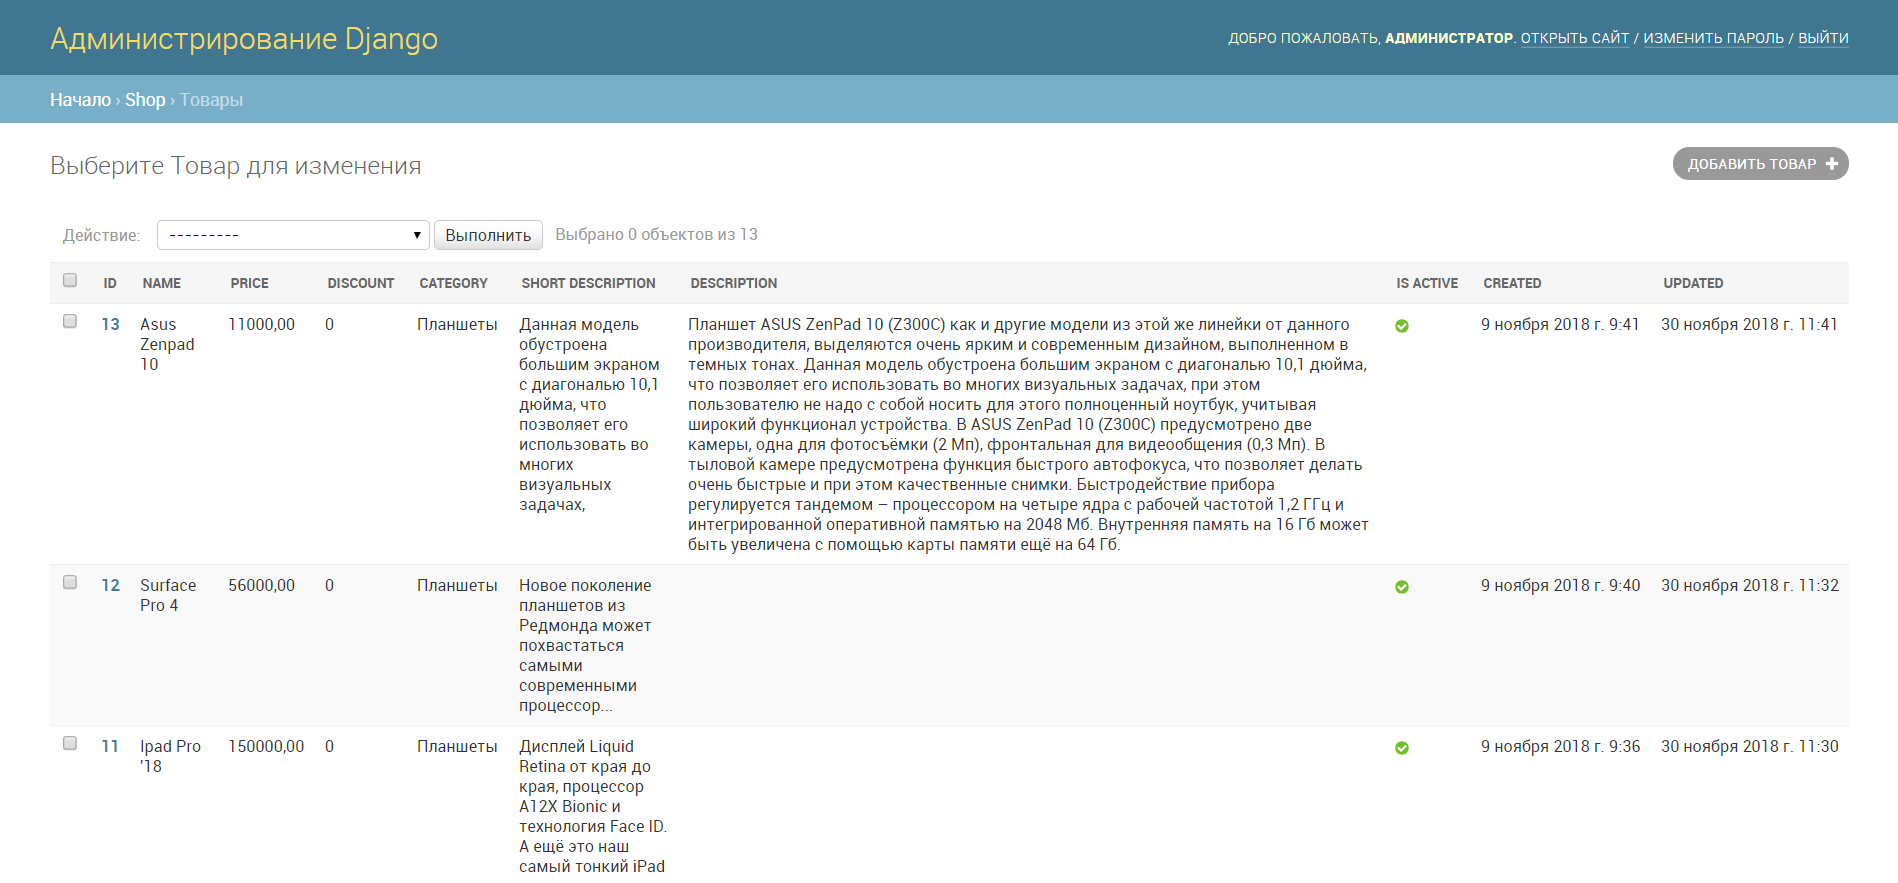 Администрирование Django
ДОБРО ПОЖАЛОВАТЬ, АДМИНИСТРАТОР. ОТКРЫТЬ САЙТ / ИЗМЕНИТЬ ПАРОЛЬ / ВЫЙТИ
Начало › Shop › Товары
Выберите Товар для изменения
ДОБАВИТЬ ТОВАР
Действие: --------- Выполнить Выбрано 0 объектов из 13
ID NAME PRICE DISCOUNT CATEGORY SHORT DESCRIPTION DESCRIPTION IS ACTIVE CREATED UPDATED
13
Asus
Zenpad
10
11000,00
0
Планшеты
Данная модель
обустроена
большим экраном
с диагональю 10,1
дюйма, что
позволяет его
использовать во
многих
визуальных
задачах,
Планшет ASUS ZenPad 10 (Z300C) как и другие модели из этой же линейки от данного
производителя, выделяются очень ярким и современным дизайном, выполненном в
темных тонах. Данная модель обустроена большим экраном с диагональю 10,1 дюйма,
что позволяет его использовать во многих визуальных задачах, при этом
пользователю не надо с собой носить для этого полноценный ноутбук, учитывая
широкий функционал устройства. В ASUS ZenPad 10 (Z300C) предусмотрено две
камеры, одна для фотосъёмки (2 Мп), фронтальная для видеообщения (0,3 Мп). В
тыловой камере предусмотрена функция быстрого автофокуса, что позволяет делать
очень быстрые и при этом качественные снимки. Быстродействие прибора
регулируется тандемом – процессором на четыре ядра с рабочей частотой 1,2 ГГц и
интегрированной оперативной памятью на 2048 Мб. Внутренняя память на 16 Гб может
быть увеличена с помощью карты памяти ещё на 64 Гб.
9 ноября 2018 г. 9:41
30 ноября 2018 г. 11:41
12
Surface
Pro 4
56000,00
0
Планшеты
Новое поколение
планшетов из
Редмонда может
похвастаться
самыми
современными
процессор...
9 ноября 2018 г. 9:40
30 ноября 2018 г. 11:32
11
Ipad Pro
'18
150000,00
0
Планшеты
Дисплей Liquid
Retina от края до
края, процессор
A12X Bionic и
технология Face ID.
А ещё это наш
самый тонкий iPad
9 ноября 2018 г. 9:36
30 ноября 2018 г. 11:30